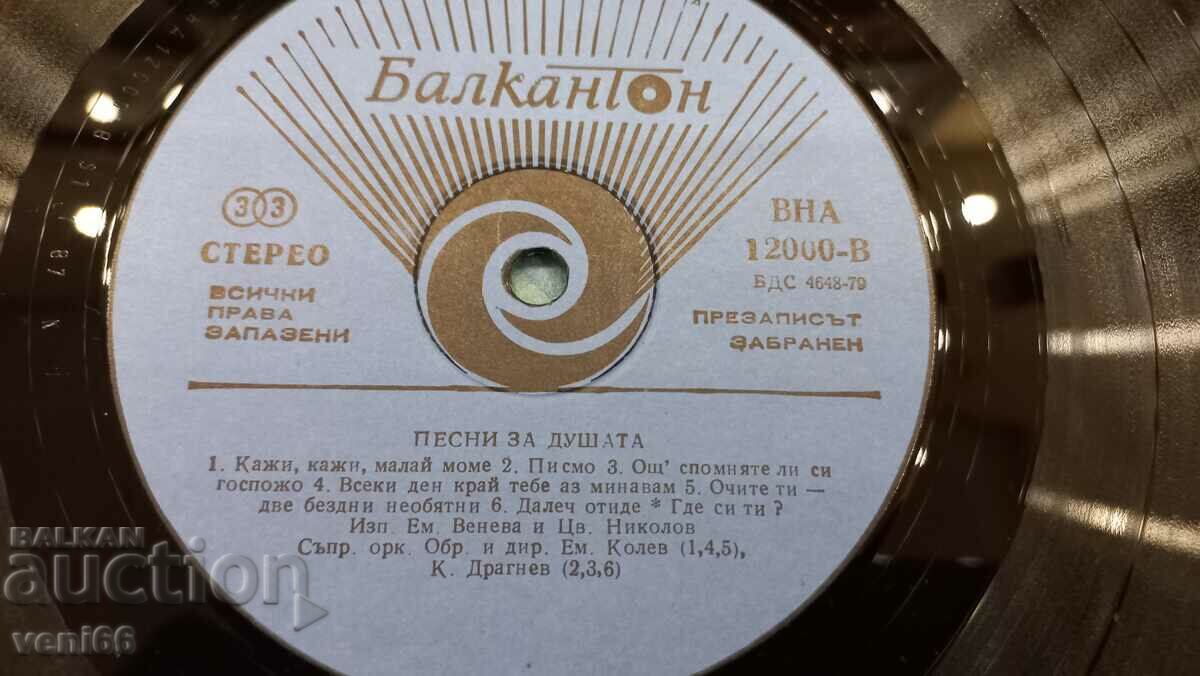 Балкантон
33
СТЕРЕО
ВСИЧКИ
ПРАВА
ЗАПАЗЕНИ
ВНА
12000-В
БДС 4648-79
ПРЕЗАПИСЪТ
ЗАБРАНЕН
ПЕСНИ ЗА ДУШАТА
1. Кажи, кажи, малай моме 2. Писмо 3. Ощ' спомняте ли си
госпожо 4. Всеки ден край тебе аз минавам 5. Очите ти —
две бездни необятни 6. Далеч отиде * Где си ти?
Изп. Ем. Венева и Цв. Николов
Съпр. орк. Обр. и дир. Ем. Колев (1,4,5),
К. Драгнев (2,3,6)
BALKAN
auction
veni66